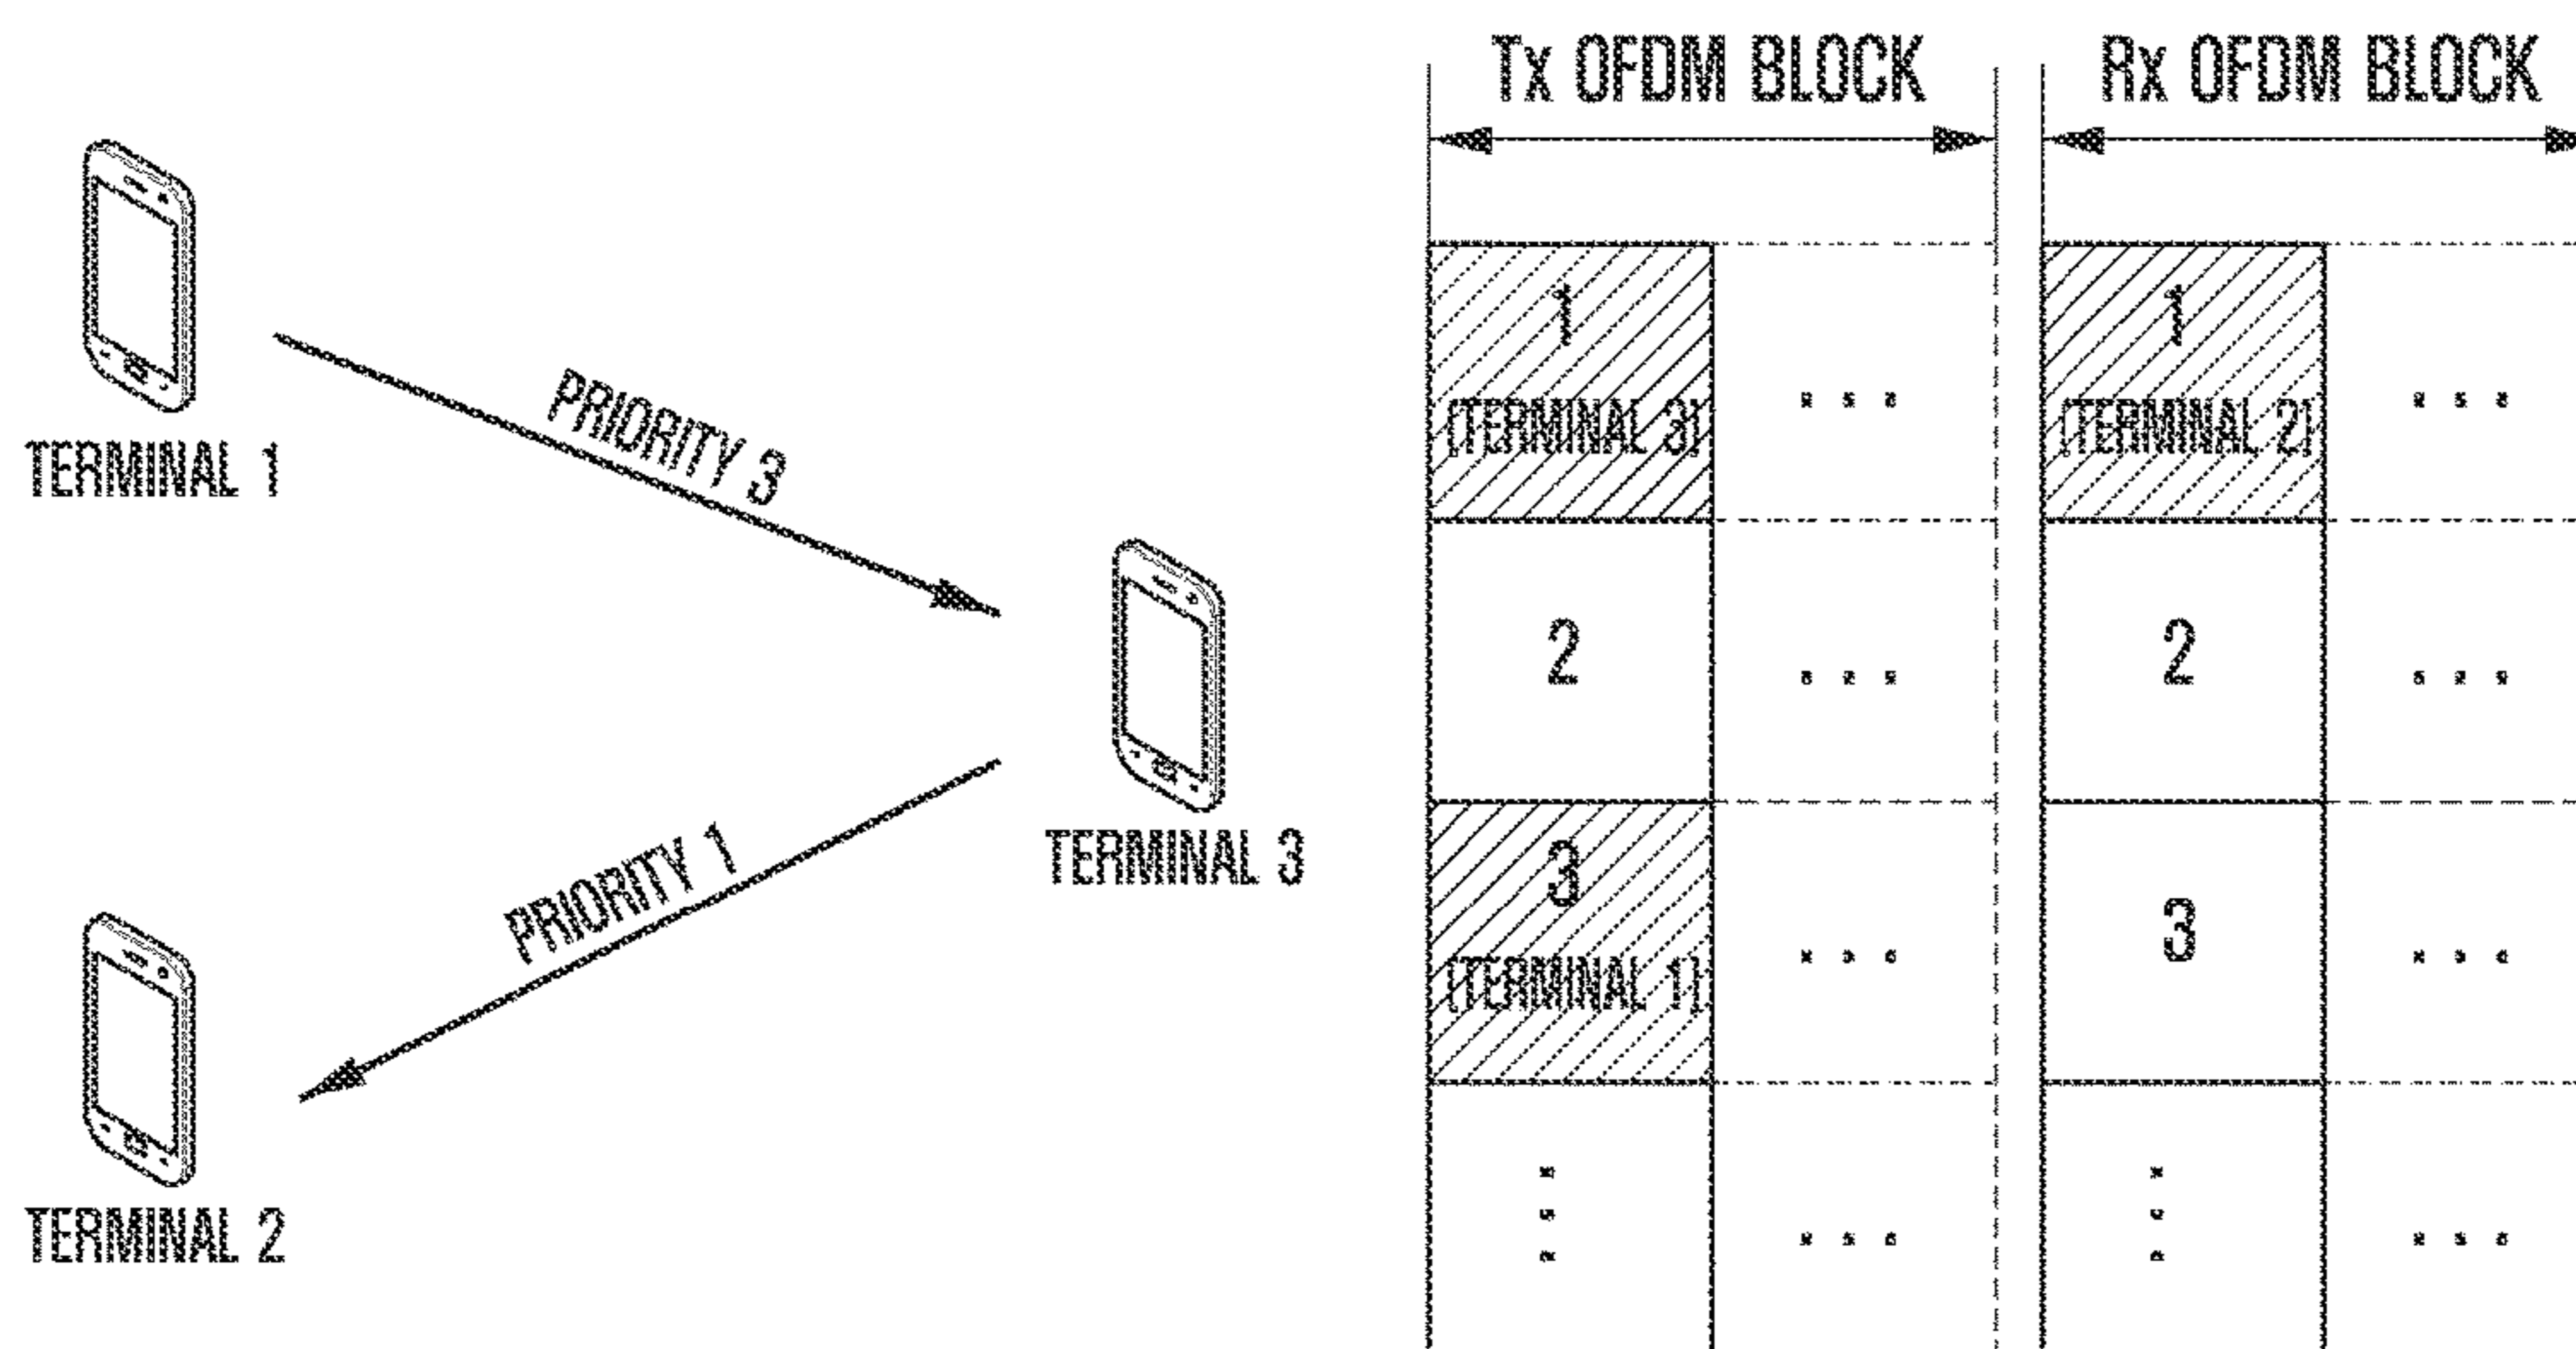 TERMINAL 1
PRIORITY 3
TERMINAL 3
PRIORITY 1
TERMINAL 2
Tx OFDM BLOCK
Rx OFDM BLOCK
1
[TERMINAL 3]
1
[TERMINAL 2]
2
2
3
[TERMINAL 1]
3